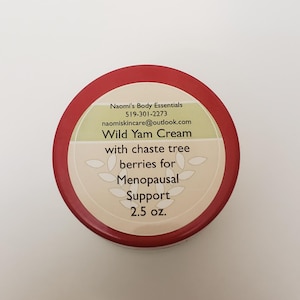 Naomi's Body Essentials
519-301-2273
naomiskincare@outlook.com
Wild Yam Cream
with chaste tree
berries for
Menopausal
Support
2.5 oz.